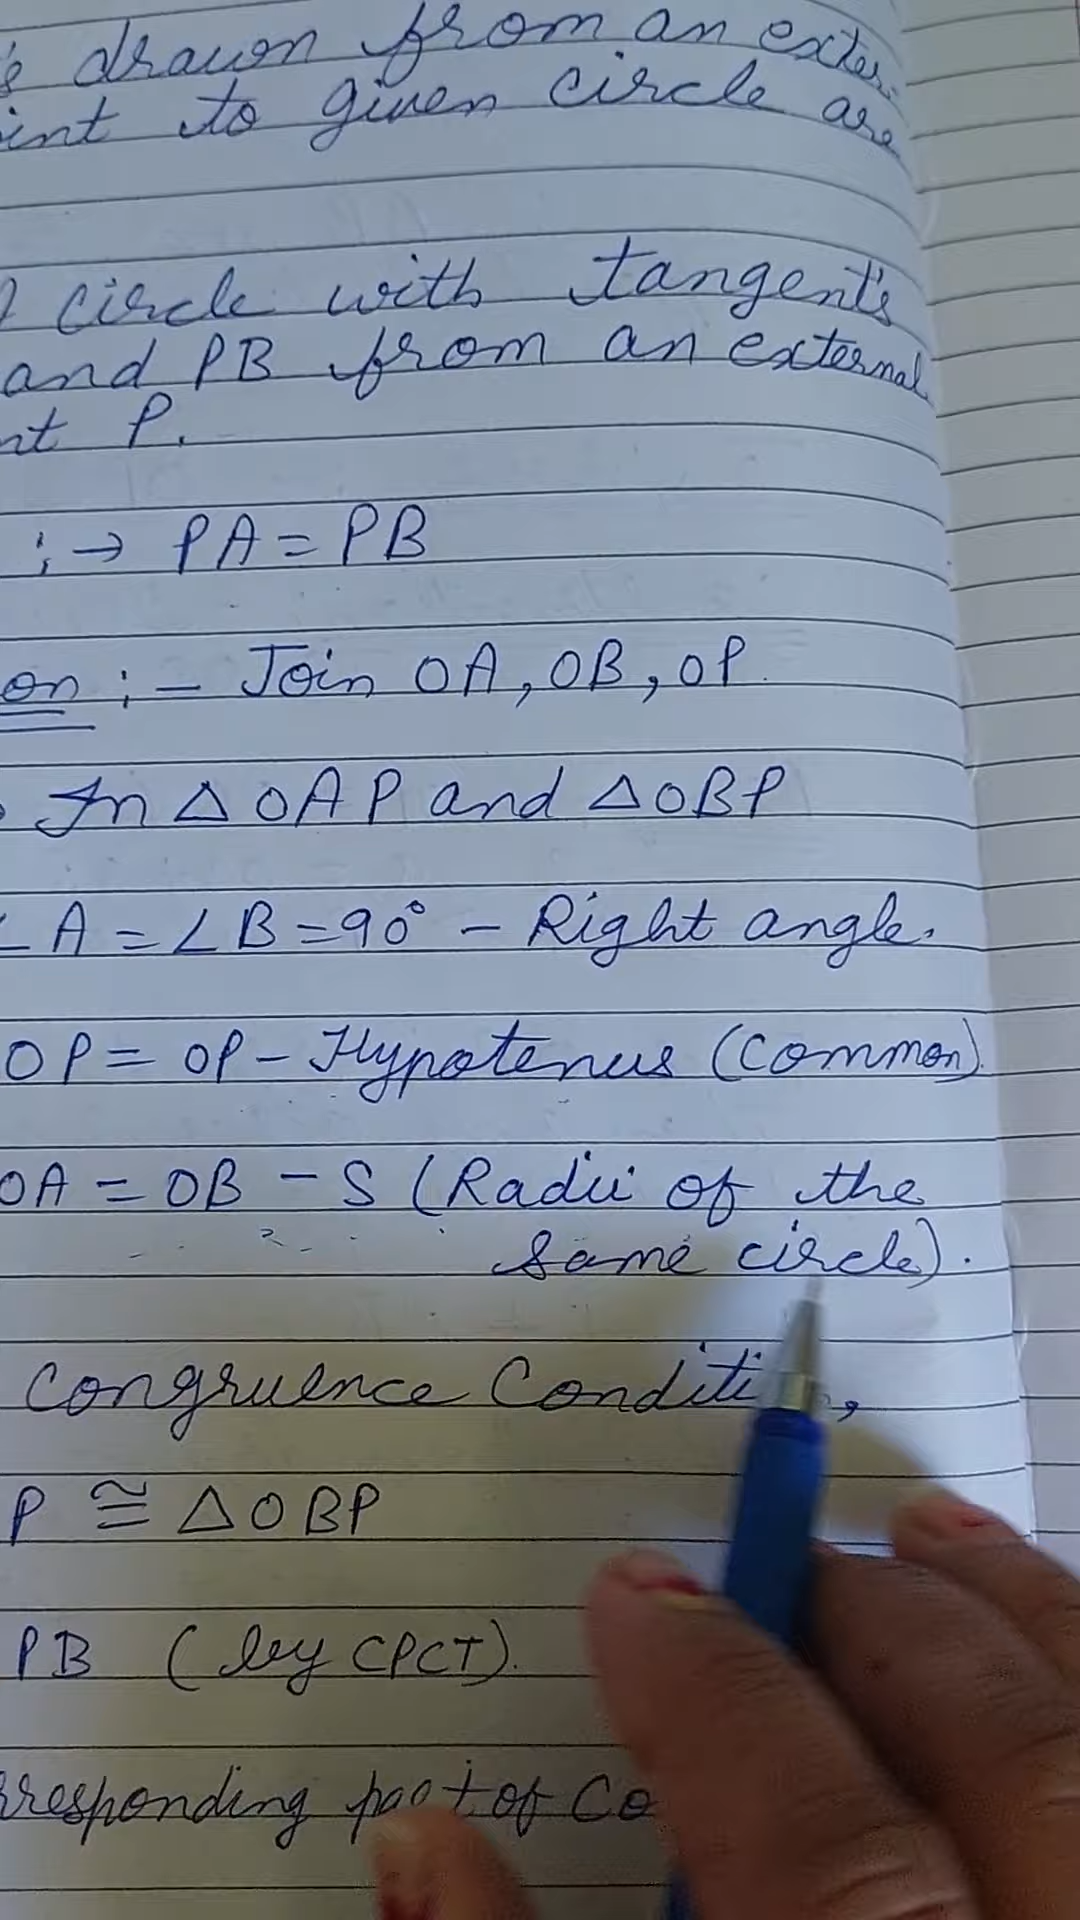 drawn from an exter
int to given circle are
circle with tangent's
and PB from an external
nt P.
; → PA = PB
on ; – Join OA, OB, OP.
In △ OAP and △OBP
∠A = ∠B = 90° – Right angle.
OP = OP – Hypotenus (Common).
OA = OB – S (Radii of the
same circle).
Congruence Conditi ,
P ≅ △OBP
PB (by CPCT).
rresponding part of Co